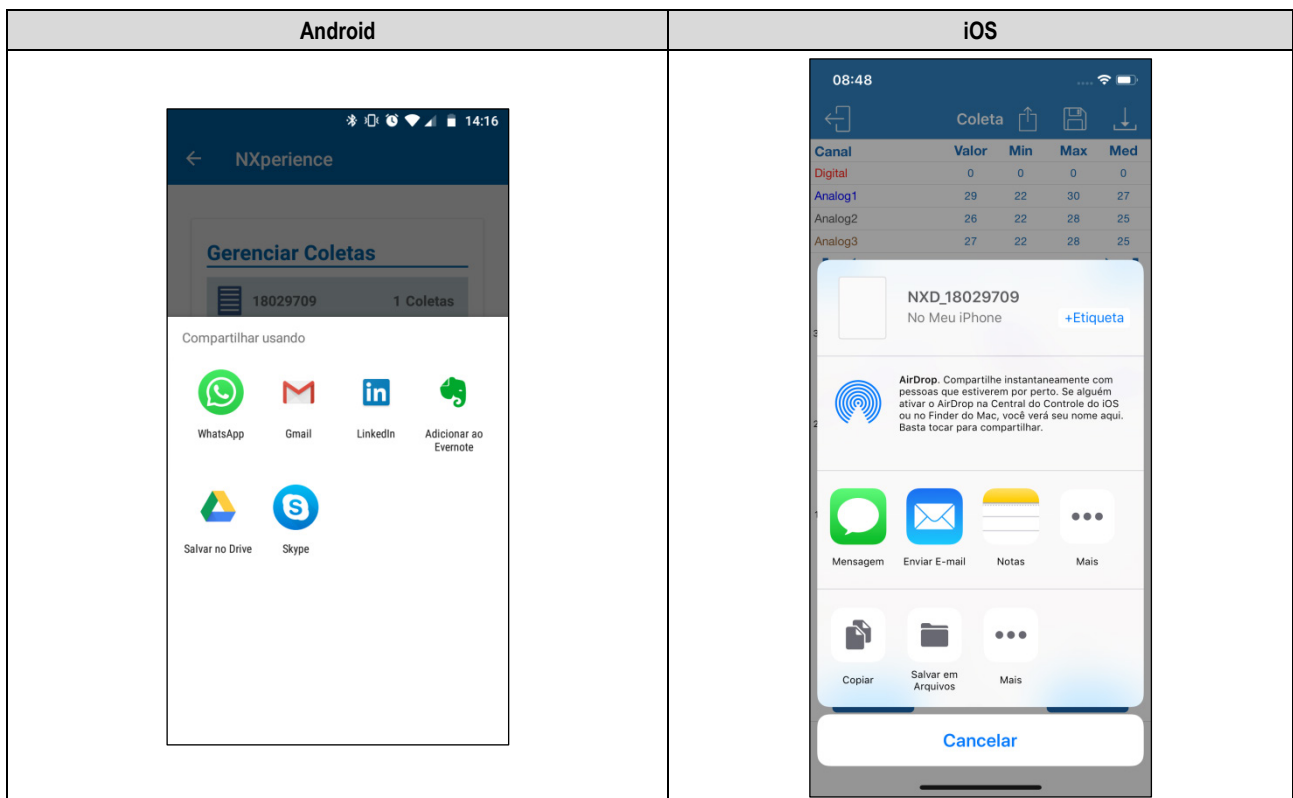 Android
iOS
14:16
NXperience
Gerenciar Coletas
18029709 1 Coletas
Compartilhar usando
WhatsApp Gmail LinkedIn Adicionar ao
Evernote
Salvar no Drive Skype
08:48
Coleta
Canal Valor Min Max Med
Digital 0 0 0 0
Analog1 29 22 30 27
Analog2 26 22 28 25
Analog3 27 22 28 25
NXD_18029709
No Meu iPhone +Etiqueta
AirDrop. Compartilhe instantaneamente com
pessoas que estiverem por perto. Se alguém
ativar o AirDrop na Central do Controle do iOS
ou no Finder do Mac, você verá seu nome aqui.
Basta tocar para compartilhar.
Mensagem Enviar E-mail Notas Mais
Copiar Salvar em
Arquivos Mais
Cancelar